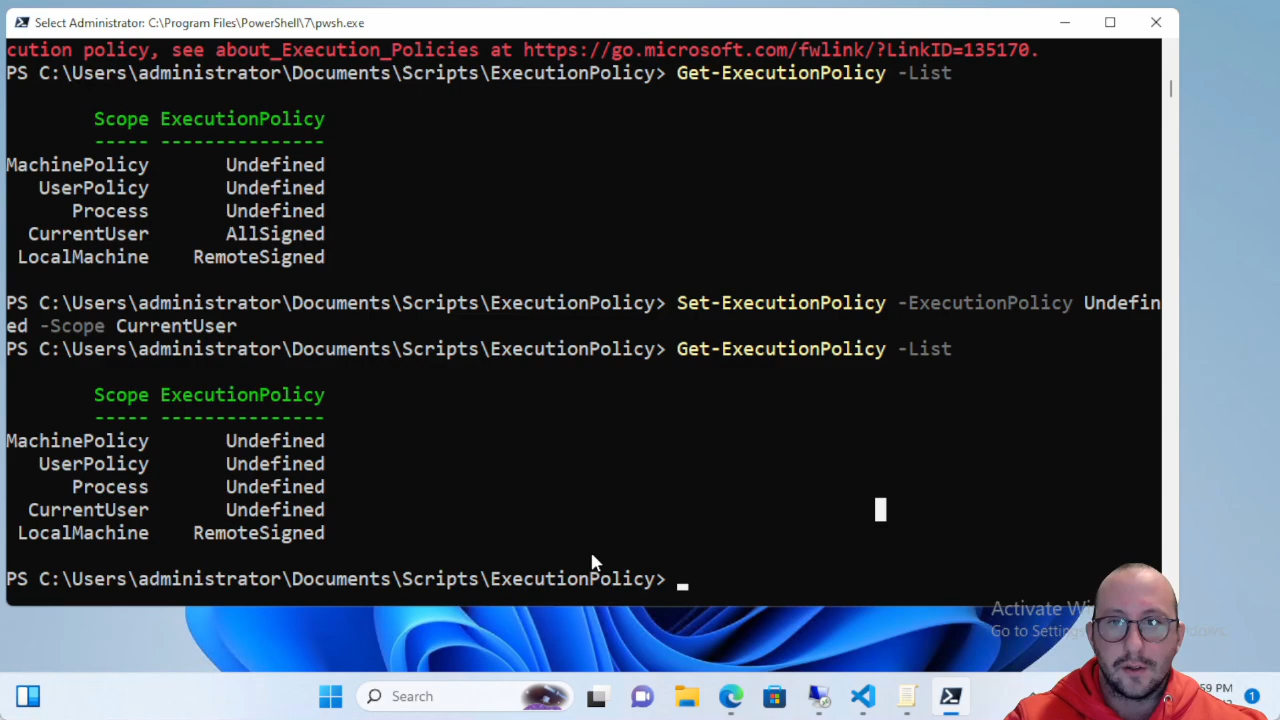 Select Administrator: C:\Program Files\PowerShell\7\pwsh.exe
cution policy, see about_Execution_Policies at https://go.microsoft.com/fwlink/?LinkID=135170.
PS C:\Users\administrator\Documents\Scripts\ExecutionPolicy> Get-ExecutionPolicy -List
Scope ExecutionPolicy
----- ---------------
MachinePolicy Undefined
UserPolicy Undefined
Process Undefined
CurrentUser AllSigned
LocalMachine RemoteSigned
PS C:\Users\administrator\Documents\Scripts\ExecutionPolicy> Set-ExecutionPolicy -ExecutionPolicy Undefin
ed -Scope CurrentUser
PS C:\Users\administrator\Documents\Scripts\ExecutionPolicy> Get-ExecutionPolicy -List
Scope ExecutionPolicy
----- ---------------
MachinePolicy Undefined
UserPolicy Undefined
Process Undefined
CurrentUser Undefined
LocalMachine RemoteSigned
PS C:\Users\administrator\Documents\Scripts\ExecutionPolicy>
Activate
Go to
Search
59 PM
1